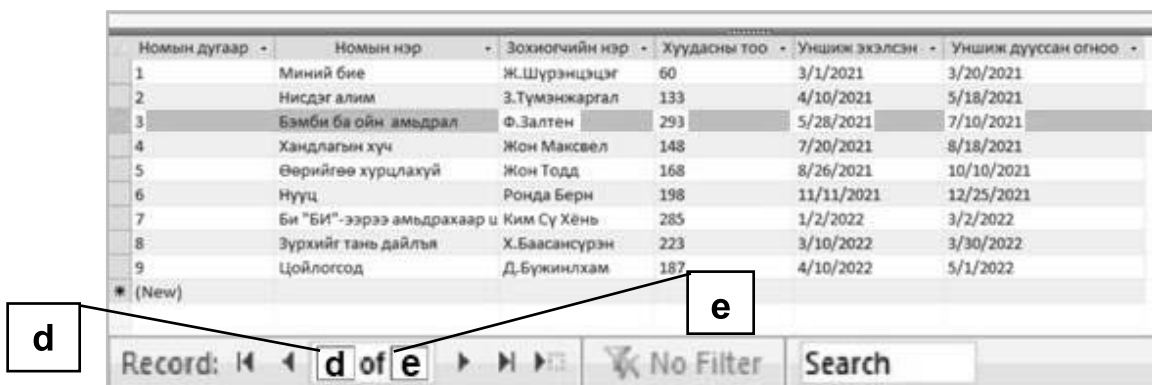 Номын дугаар Номын нэр Зохиогчийн нэр Хуудасны тоо Уншиж эхэлсэн Уншиж дууссан огноо
1 Миний бие Ж.Шүрэнцэцэг 60 3/1/2021 3/20/2021
2 Нисдэг алим З.Түмэнжаргал 133 4/10/2021 5/18/2021
3 Бэмби ба ойн амьдрал Ф.Залтен 293 5/28/2021 7/10/2021
4 Хандлагын хүч Жон Максвел 148 7/20/2021 8/18/2021
5 Өөрийгөө хурцлахуй Жон Тодд 168 8/26/2021 10/10/2021
6 Нууц Ронда Берн 198 11/11/2021 12/25/2021
7 Би "БИ"-ээрээ амьдрахаар ш Ким Су Хёнь 285 1/2/2022 3/2/2022
8 Зүрхийг тань дайлъя Х.Баасансүрэн 223 3/10/2022 3/30/2022
9 Цойлогсод Д.Бүжинлхам 187 4/10/2022 5/1/2022
(New)
d
e
Record: d of e No Filter Search